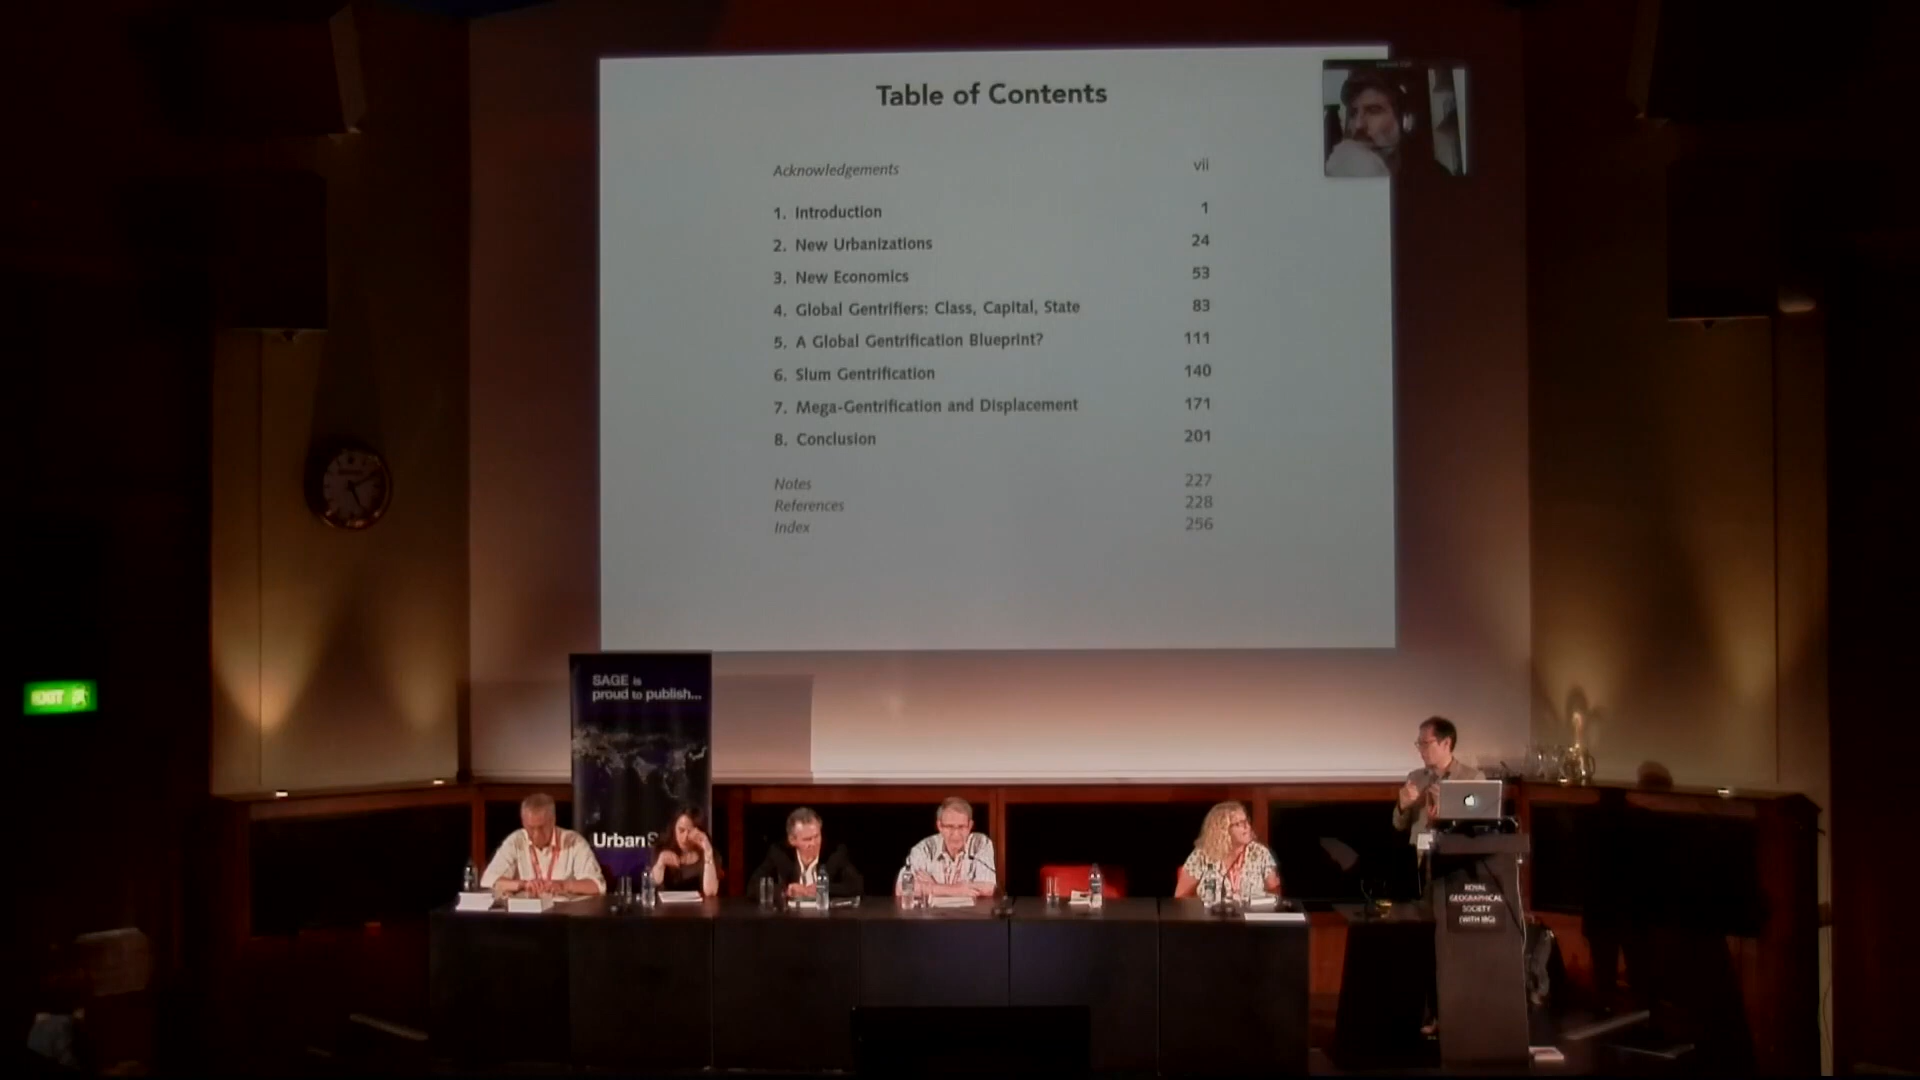 Table of Contents
Acknowledgements vii
1. Introduction 1
2. New Urbanizations 24
3. New Economics 53
4. Global Gentrifiers: Class, Capital, State 83
5. A Global Gentrification Blueprint? 111
6. Slum Gentrification 140
7. Mega-Gentrification and Displacement 171
8. Conclusion 201
Notes 227
References 228
Index 256
EXIT
SAGE is
proud to publish...
Urban
ROYAL
GEOGRAPHICAL
SOCIETY
(WITH IBG)